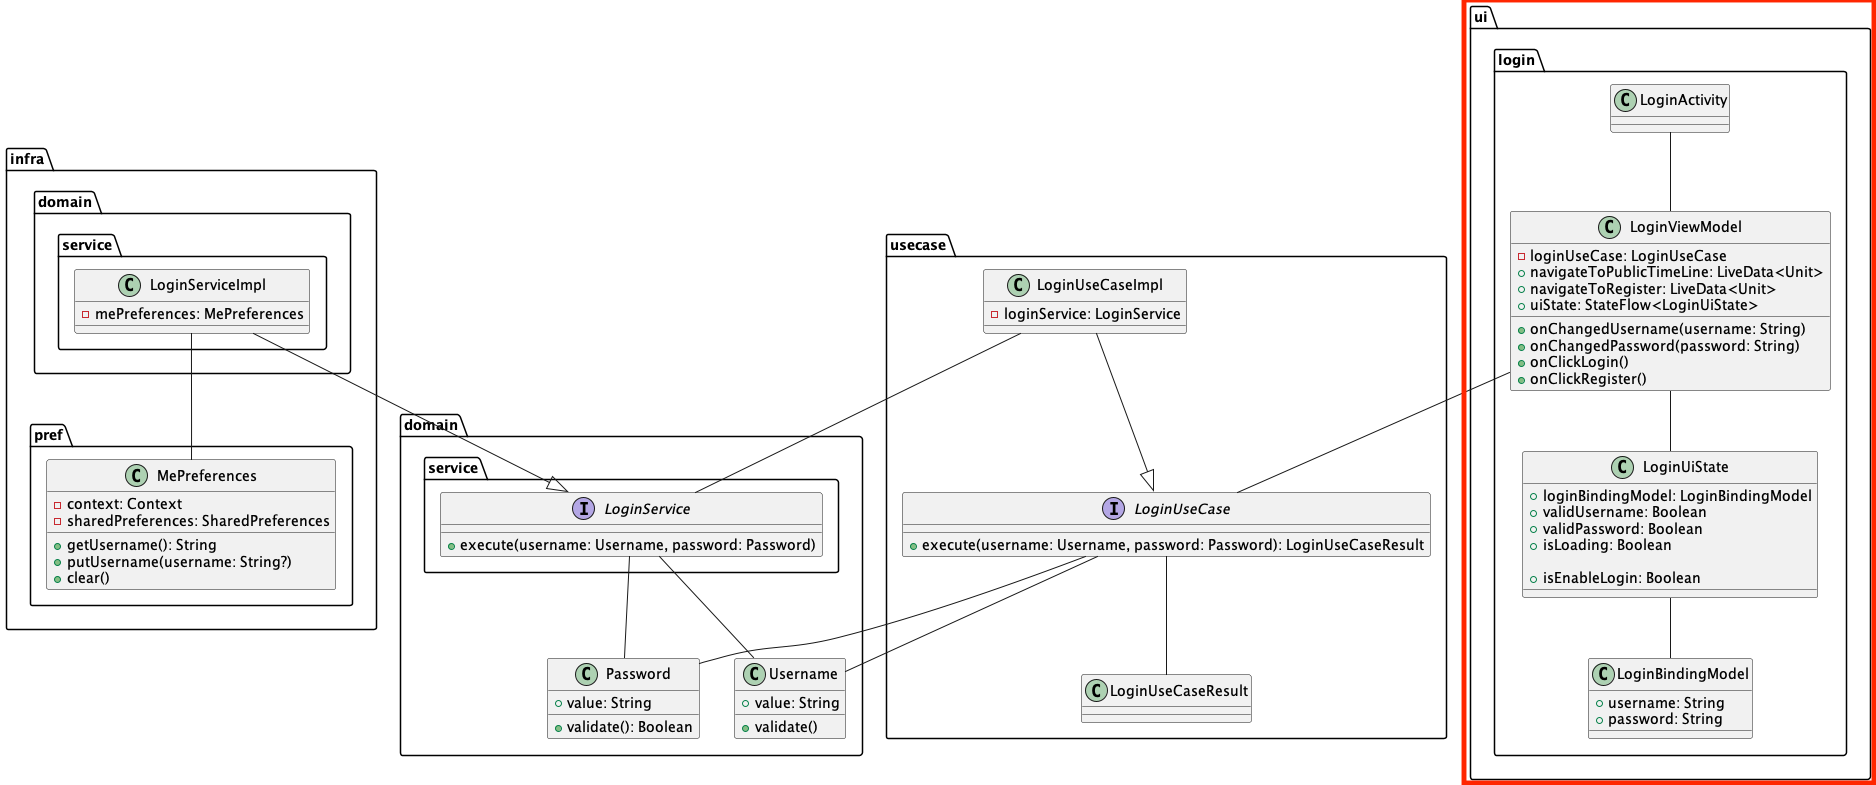 infra
domain
service
C LoginServiceImpl
mePreferences: MePreferences
pref
C MePreferences
context: Context
sharedPreferences: SharedPreferences
getUsername(): String
putUsername(username: String?)
clear()
domain
service
I LoginService
execute(username: Username, password: Password)
C Password
value: String
validate(): Boolean
C Username
value: String
validate()
usecase
C LoginUseCaseImpl
loginService: LoginService
I LoginUseCase
execute(username: Username, password: Password): LoginUseCaseResult
C LoginUseCaseResult
ui
login
C LoginActivity
C LoginViewModel
loginUseCase: LoginUseCase
navigateToPublicTimeLine: LiveData<Unit>
navigateToRegister: LiveData<Unit>
uiState: StateFlow<LoginUiState>
onChangedUsername(username: String)
onChangedPassword(password: String)
onClickLogin()
onClickRegister()
C LoginUiState
loginBindingModel: LoginBindingModel
validUsername: Boolean
validPassword: Boolean
isLoading: Boolean
isEnableLogin: Boolean
C LoginBindingModel
username: String
password: String